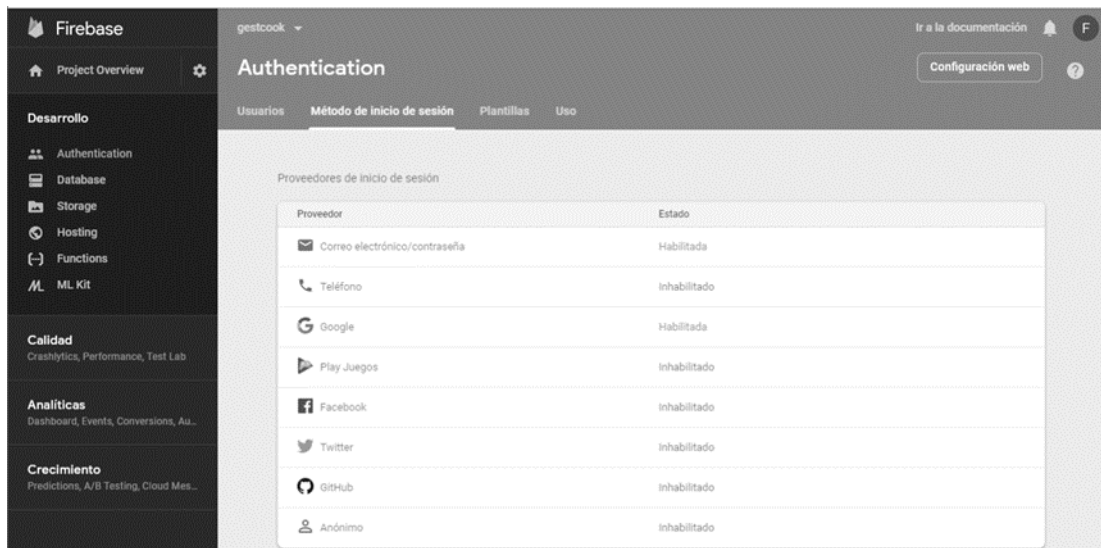 Firebase
Project Overview
Desarrollo
Authentication
Database
Storage
Hosting
Functions
ML Kit
Calidad
Crashlytics, Performance, Test Lab
Analíticas
Dashboard, Events, Conversions, Au...
Crecimiento
Predictions, A/B Testing, Cloud Mes...
gestcook
Ir a la documentación
F
Authentication
Configuración web
?
Usuarios Método de inicio de sesión Plantillas Uso
Proveedores de inicio de sesión
Proveedor Estado
Correo electrónico/contraseña Habilitada
Teléfono Inhabilitado
Google Habilitada
Play Juegos Inhabilitado
Facebook Inhabilitado
Twitter Inhabilitado
GitHub Inhabilitado
Anónimo Inhabilitado